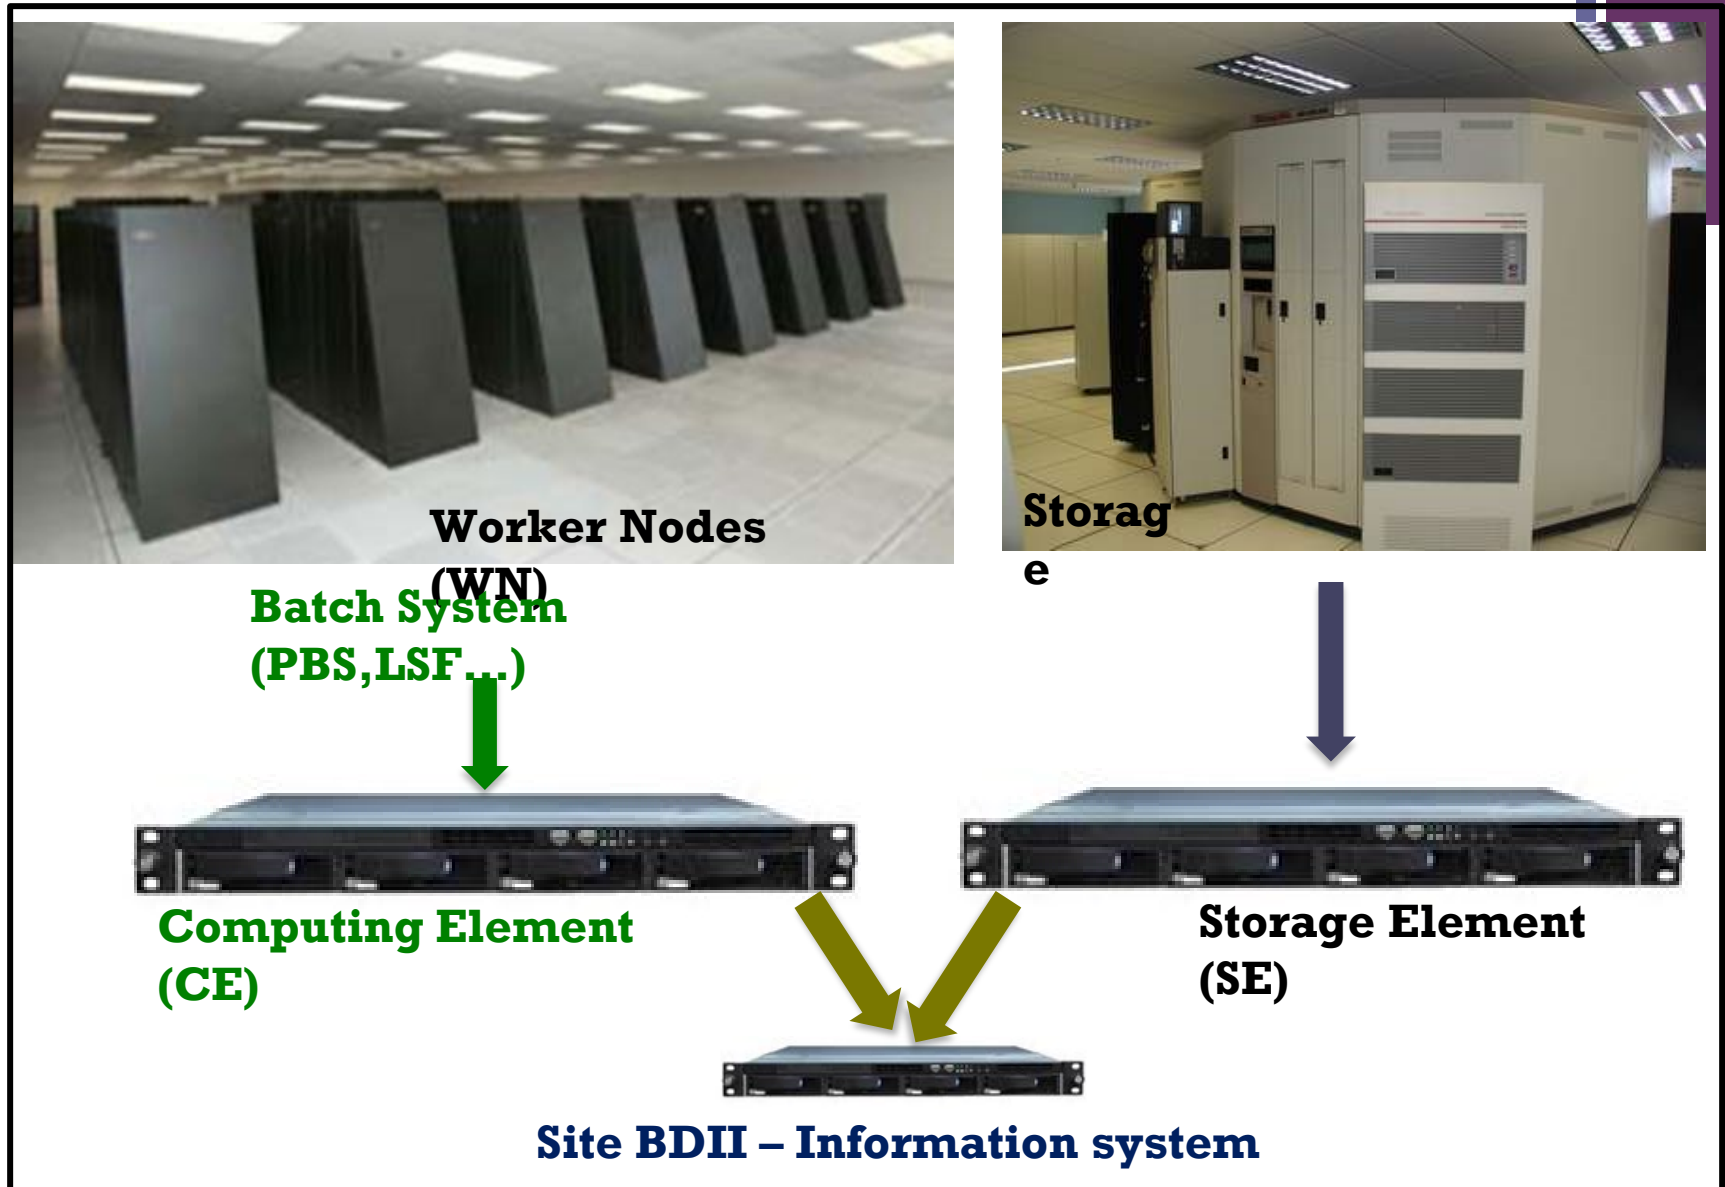 Worker Nodes
(WN)
Storag
e
Batch System
(PBS,LSF...)
Computing Element
(CE)
Storage Element
(SE)
Site BDII – Information system